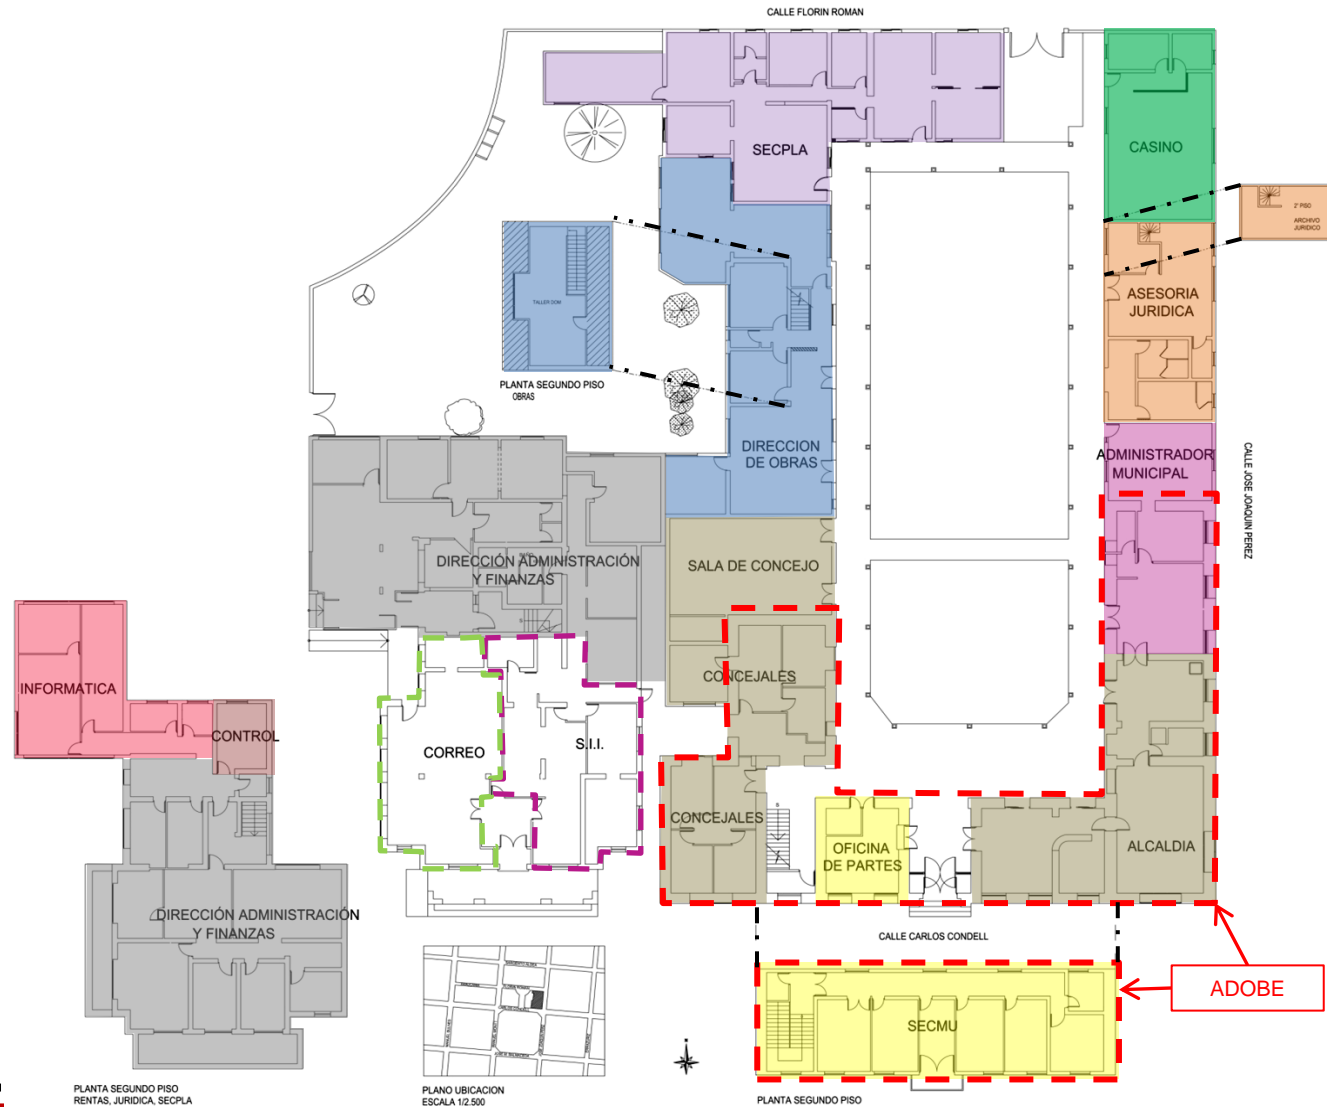 CALLE FLORIN ROMAN
SECPLA
CASINO
2° PISO
ARCHIVO
JURIDICO
ASESORIA
JURIDICA
TALLER DOM
PLANTA SEGUNDO PISO
OBRAS
DIRECCION
DE OBRAS
ADMINISTRADOR
MUNICIPAL
CALLE JOSE JOAQUIN PEREZ
DIRECCIÓN ADMINISTRACIÓN
Y FINANZAS
SALA DE CONCEJO
INFORMATICA
CONCEJALES
CONTROL
CORREO
S.I.I.
CONCEJALES
OFICINA
DE PARTES
ALCALDIA
DIRECCIÓN ADMINISTRACIÓN
Y FINANZAS
CALLE CARLOS CONDELL
ADOBE
SECMU
PLANTA SEGUNDO PISO
RENTAS, JURIDICA, SECPLA
PLANO UBICACION
ESCALA 1/2.500
PLANTA SEGUNDO PISO